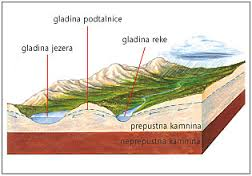 gladina podtalnice
gladina reke
gladina jezera
prepustna kamnina
neprepustna kamnina